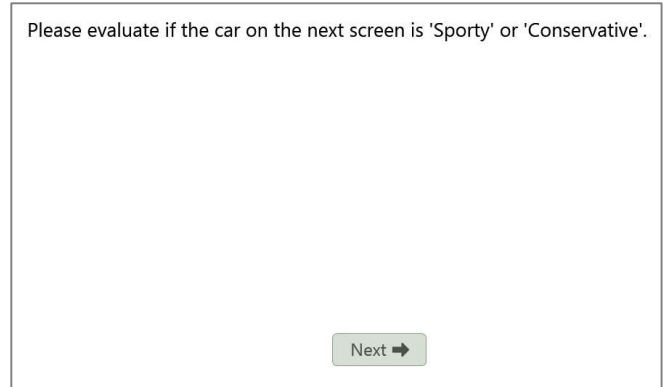 Please evaluate if the car on the next screen is 'Sporty' or 'Conservative'.
Next